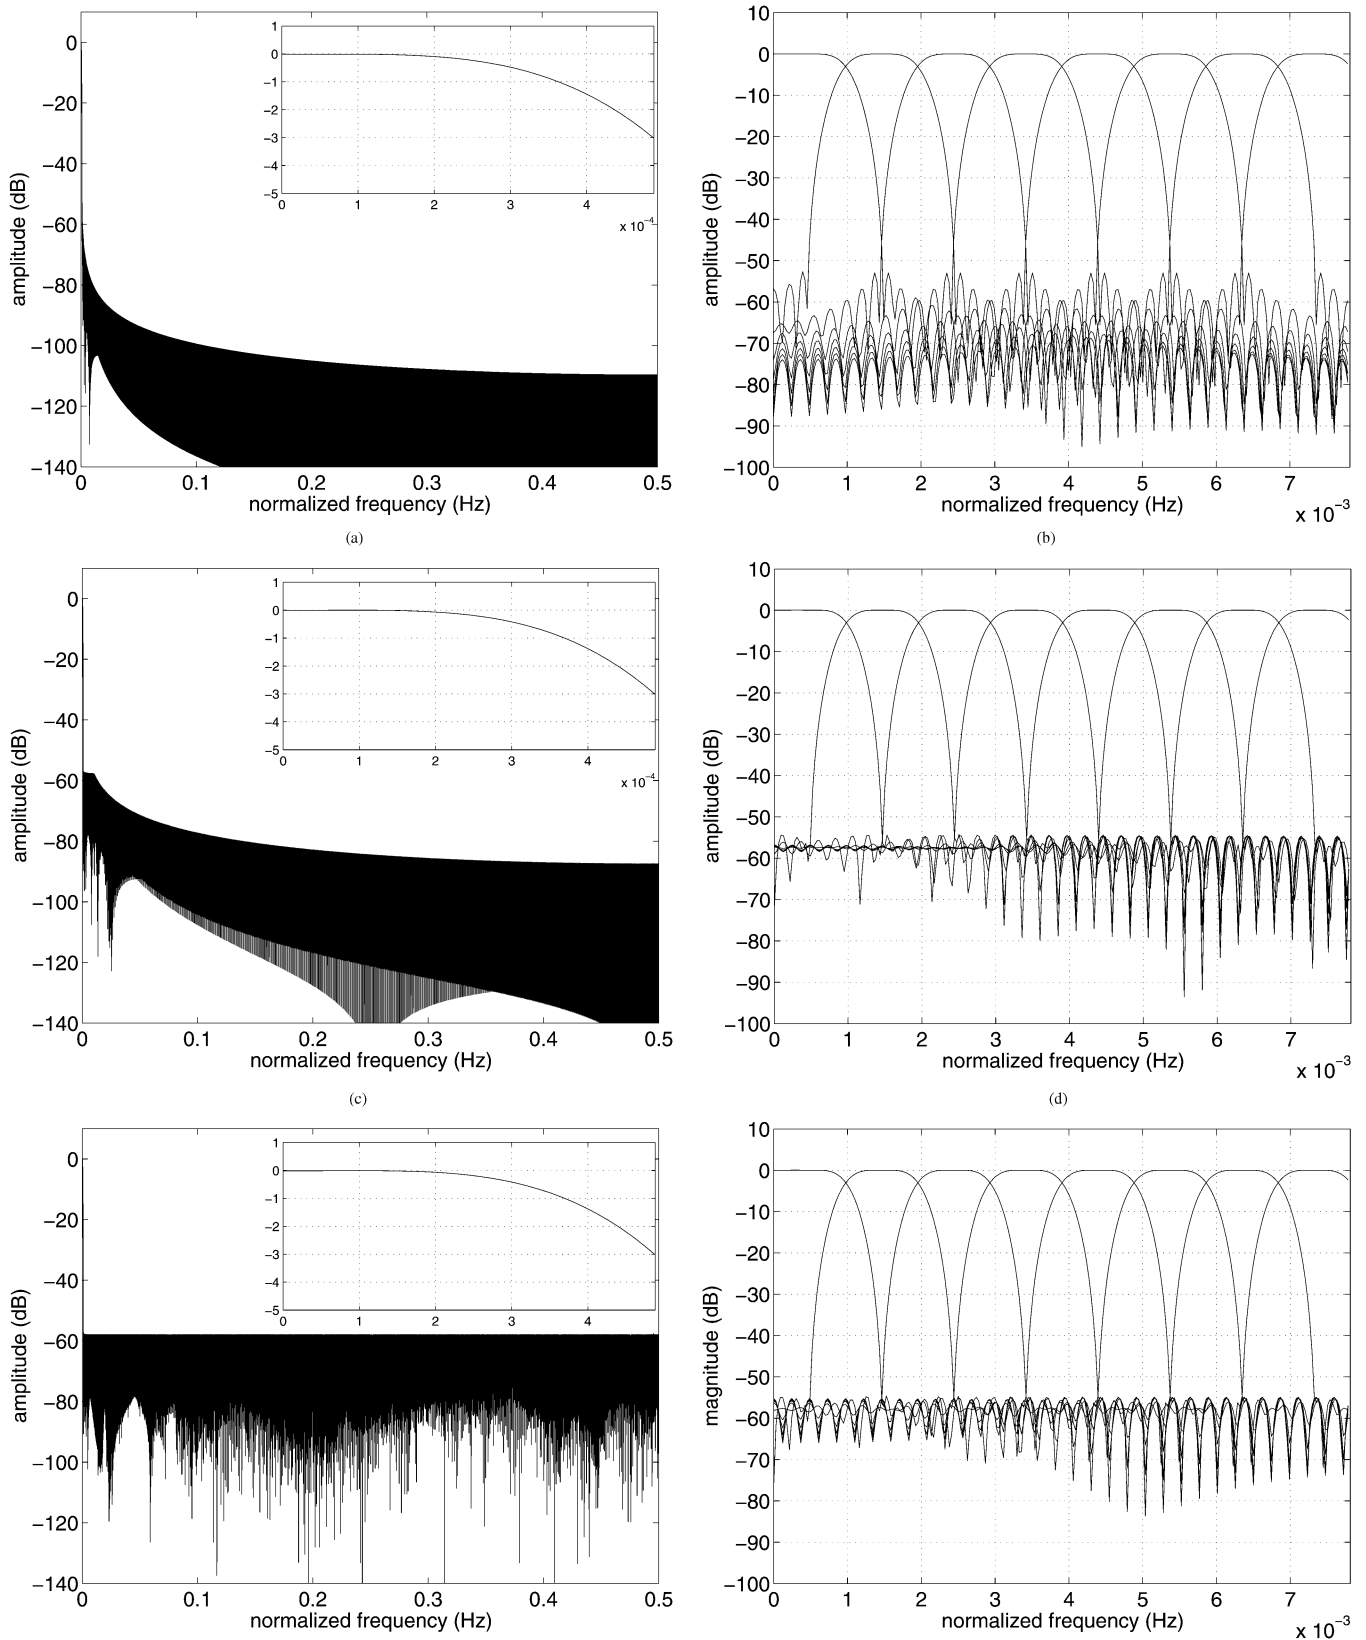 0
−20
−40
−60
−80
−100
−120
−140
amplitude (dB)
1
0
−1
−2
−3
−4
−5
0 1 2 3 4
x 10−4
0 0.1 0.2 0.3 0.4 0.5
normalized frequency (Hz)
(a)
10
0
−10
−20
−30
−40
−50
−60
−70
−80
−90
−100
amplitude (dB)
0 1 2 3 4 5 6 7
normalized frequency (Hz)
x 10−3
(b)
0
−20
−40
−60
−80
−100
−120
−140
amplitude (dB)
1
0
−1
−2
−3
−4
−5
0 1 2 3 4
x 10−4
0 0.1 0.2 0.3 0.4 0.5
normalized frequency (Hz)
(c)
10
0
−10
−20
−30
−40
−50
−60
−70
−80
−90
−100
amplitude (dB)
0 1 2 3 4 5 6 7
normalized frequency (Hz)
x 10−3
(d)
0
−20
−40
−60
−80
−100
−120
−140
amplitude (dB)
1
0
−1
−2
−3
−4
−5
0 1 2 3 4
0 0.1 0.2 0.3 0.4 0.5
normalized frequency (Hz)
10
0
−10
−20
−30
−40
−50
−60
−70
−80
−90
−100
magnitude (dB)
0 1 2 3 4 5 6 7
normalized frequency (Hz)
x 10−3